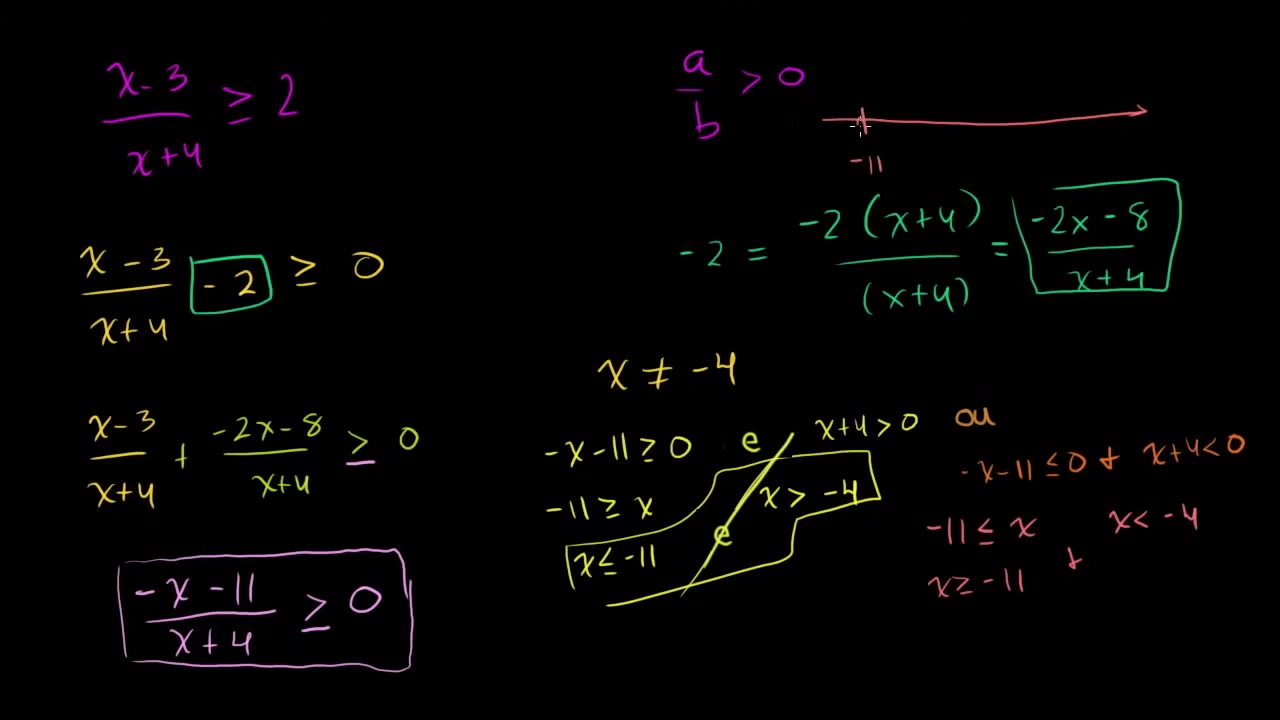 x-3
x+4 ≥ 2
x-3
x+4 -2 ≥ 0
x-3
x+4 + -2x-8
x+4 ≥ 0
-x-11
x+4 ≥ 0
a
b > 0
-11
-2 = -2(x+4)
(x+4) = -2x-8
x+4
x ≠ -4
-x-11 ≥ 0 e x+4 > 0
-11 ≥ x x > -4
x ≤ -11 e
ou
-x-11 ≤ 0 + x+4 < 0
-11 ≤ x x < -4
x ≥ -11 +